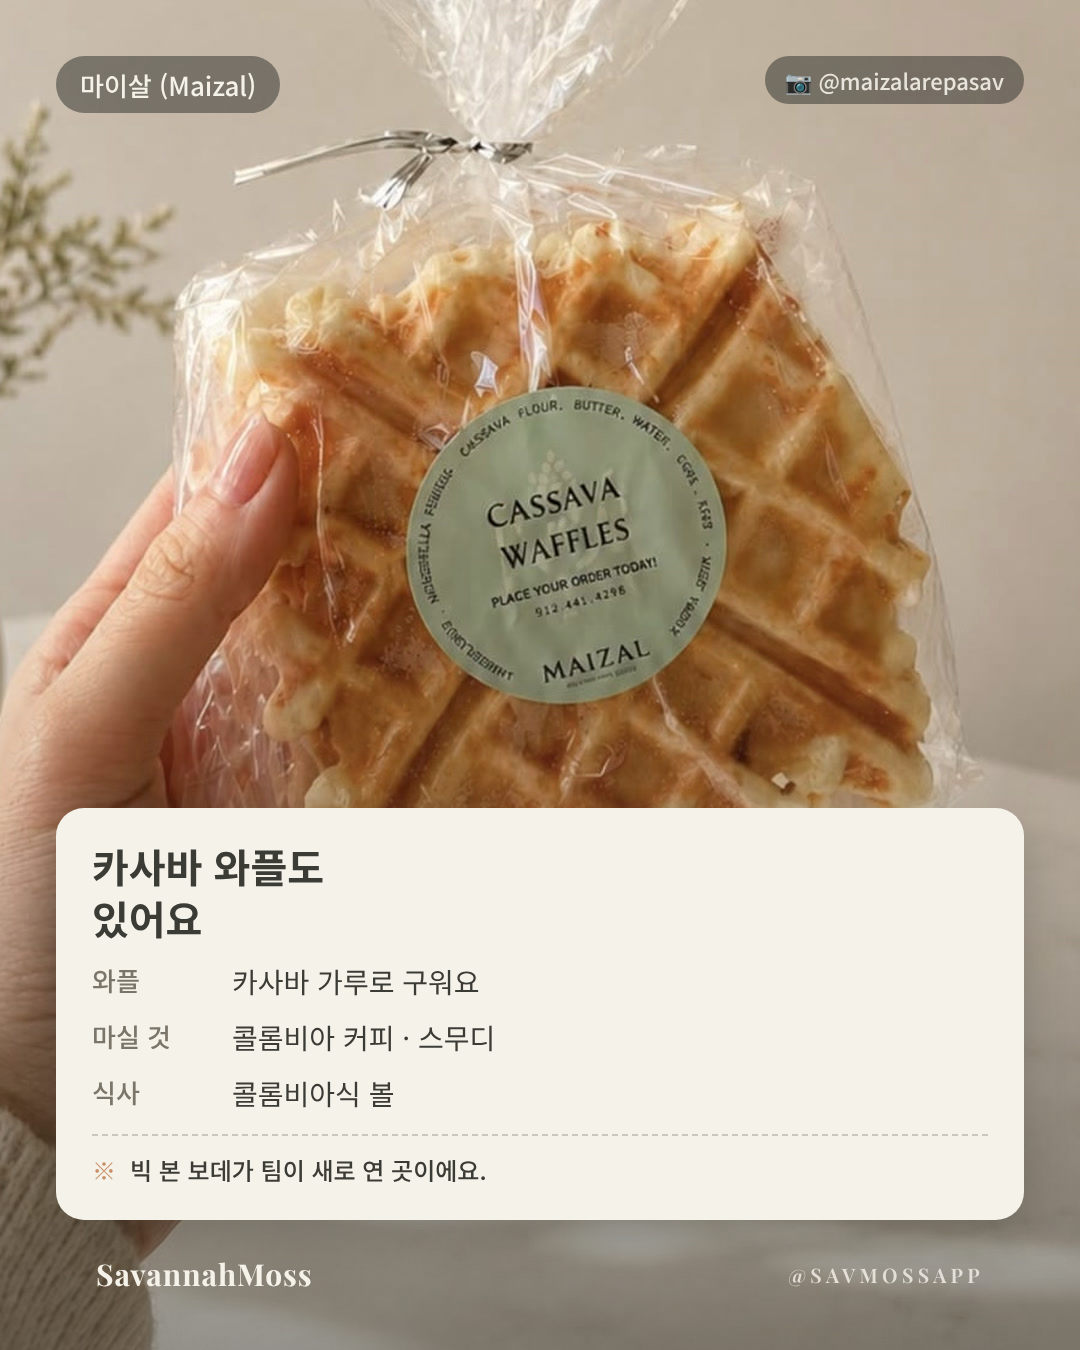 마이살 (Maizal)
📷 @maizalarepasav
CASSAVA FLOUR. BUTTER. WATER.
CASSAVA
WAFFLES
PLACE YOUR ORDER TODAY!
912.441.4298
MAIZAL
카사바 와플도
있어요
와플 카사바 가루로 구워요
마실 것 콜롬비아 커피 · 스무디
식사 콜롬비아식 볼
※ 빅 본 보데가 팀이 새로 연 곳이에요.
SavannahMoss
@SAVMOSSAPP